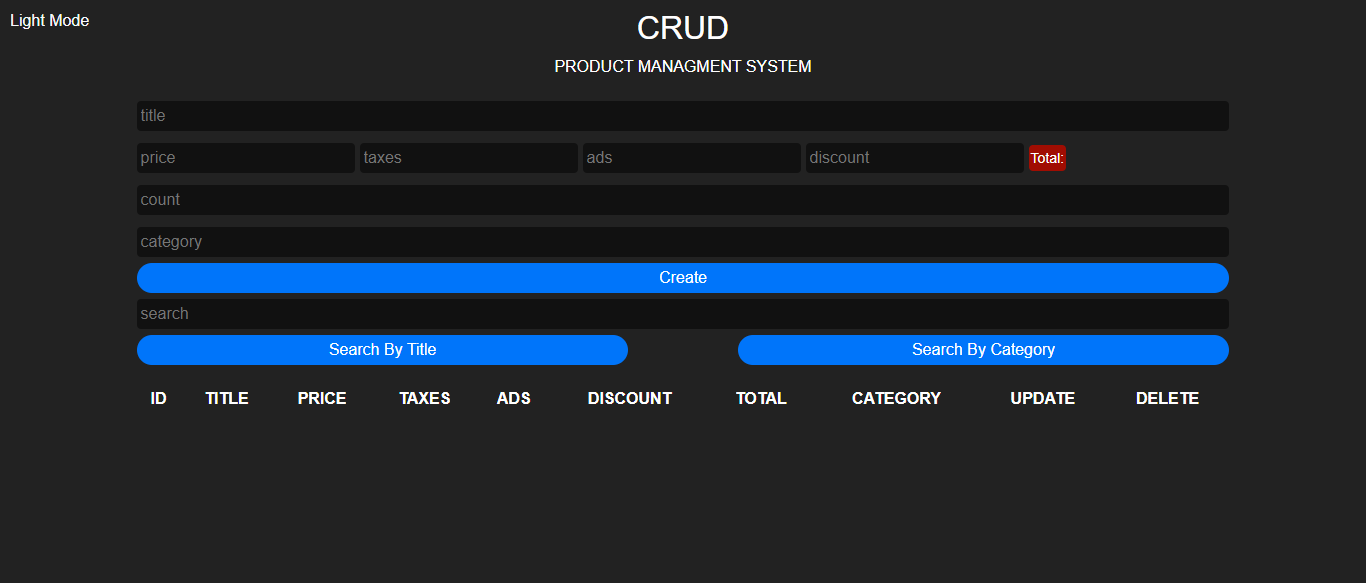 Light Mode
CRUD
PRODUCT MANAGMENT SYSTEM
title
price taxes ads discount Total:
count
category
Create
search
Search By Title Search By Category
ID TITLE PRICE TAXES ADS DISCOUNT TOTAL CATEGORY UPDATE DELETE